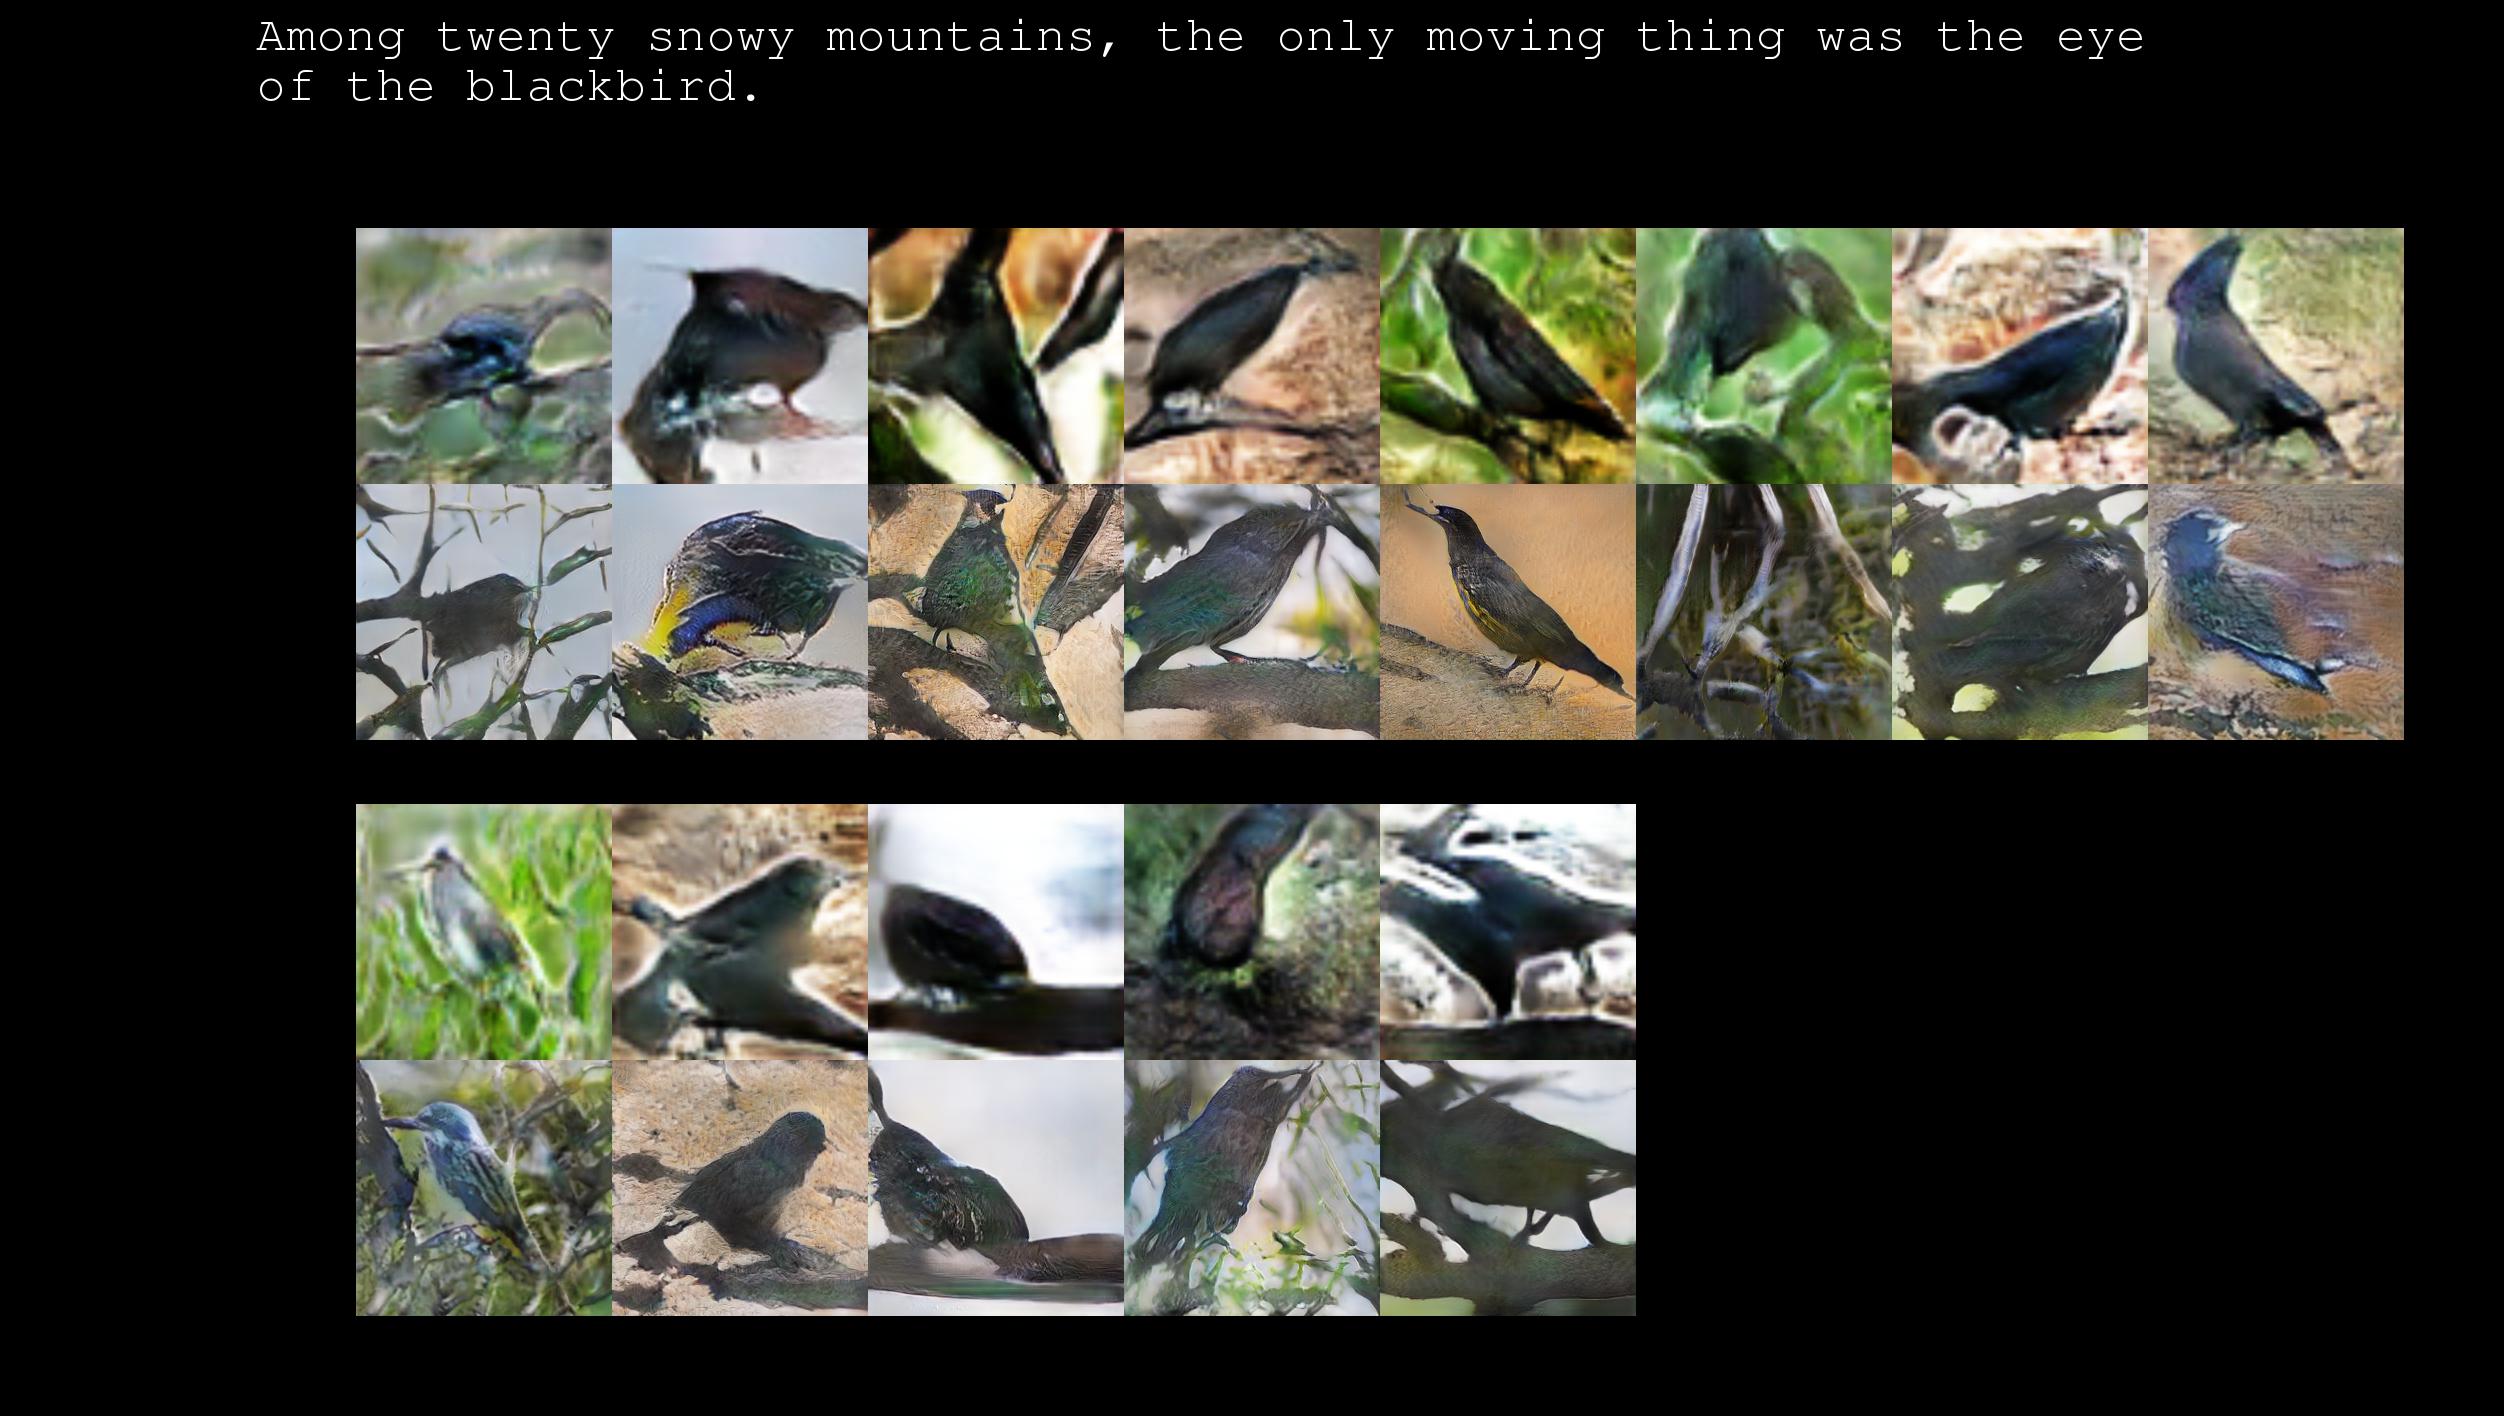 Among twenty snowy mountains, the only moving thing was the eye
of the blackbird.